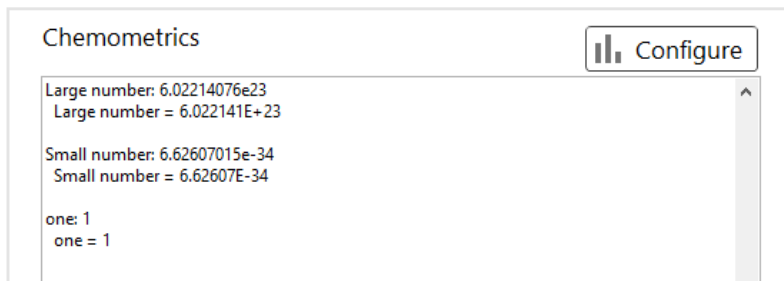 Chemometrics
Configure
Large number: 6.02214076e23
Large number = 6.022141E+23
Small number: 6.62607015e-34
Small number = 6.62607E-34
one: 1
one = 1